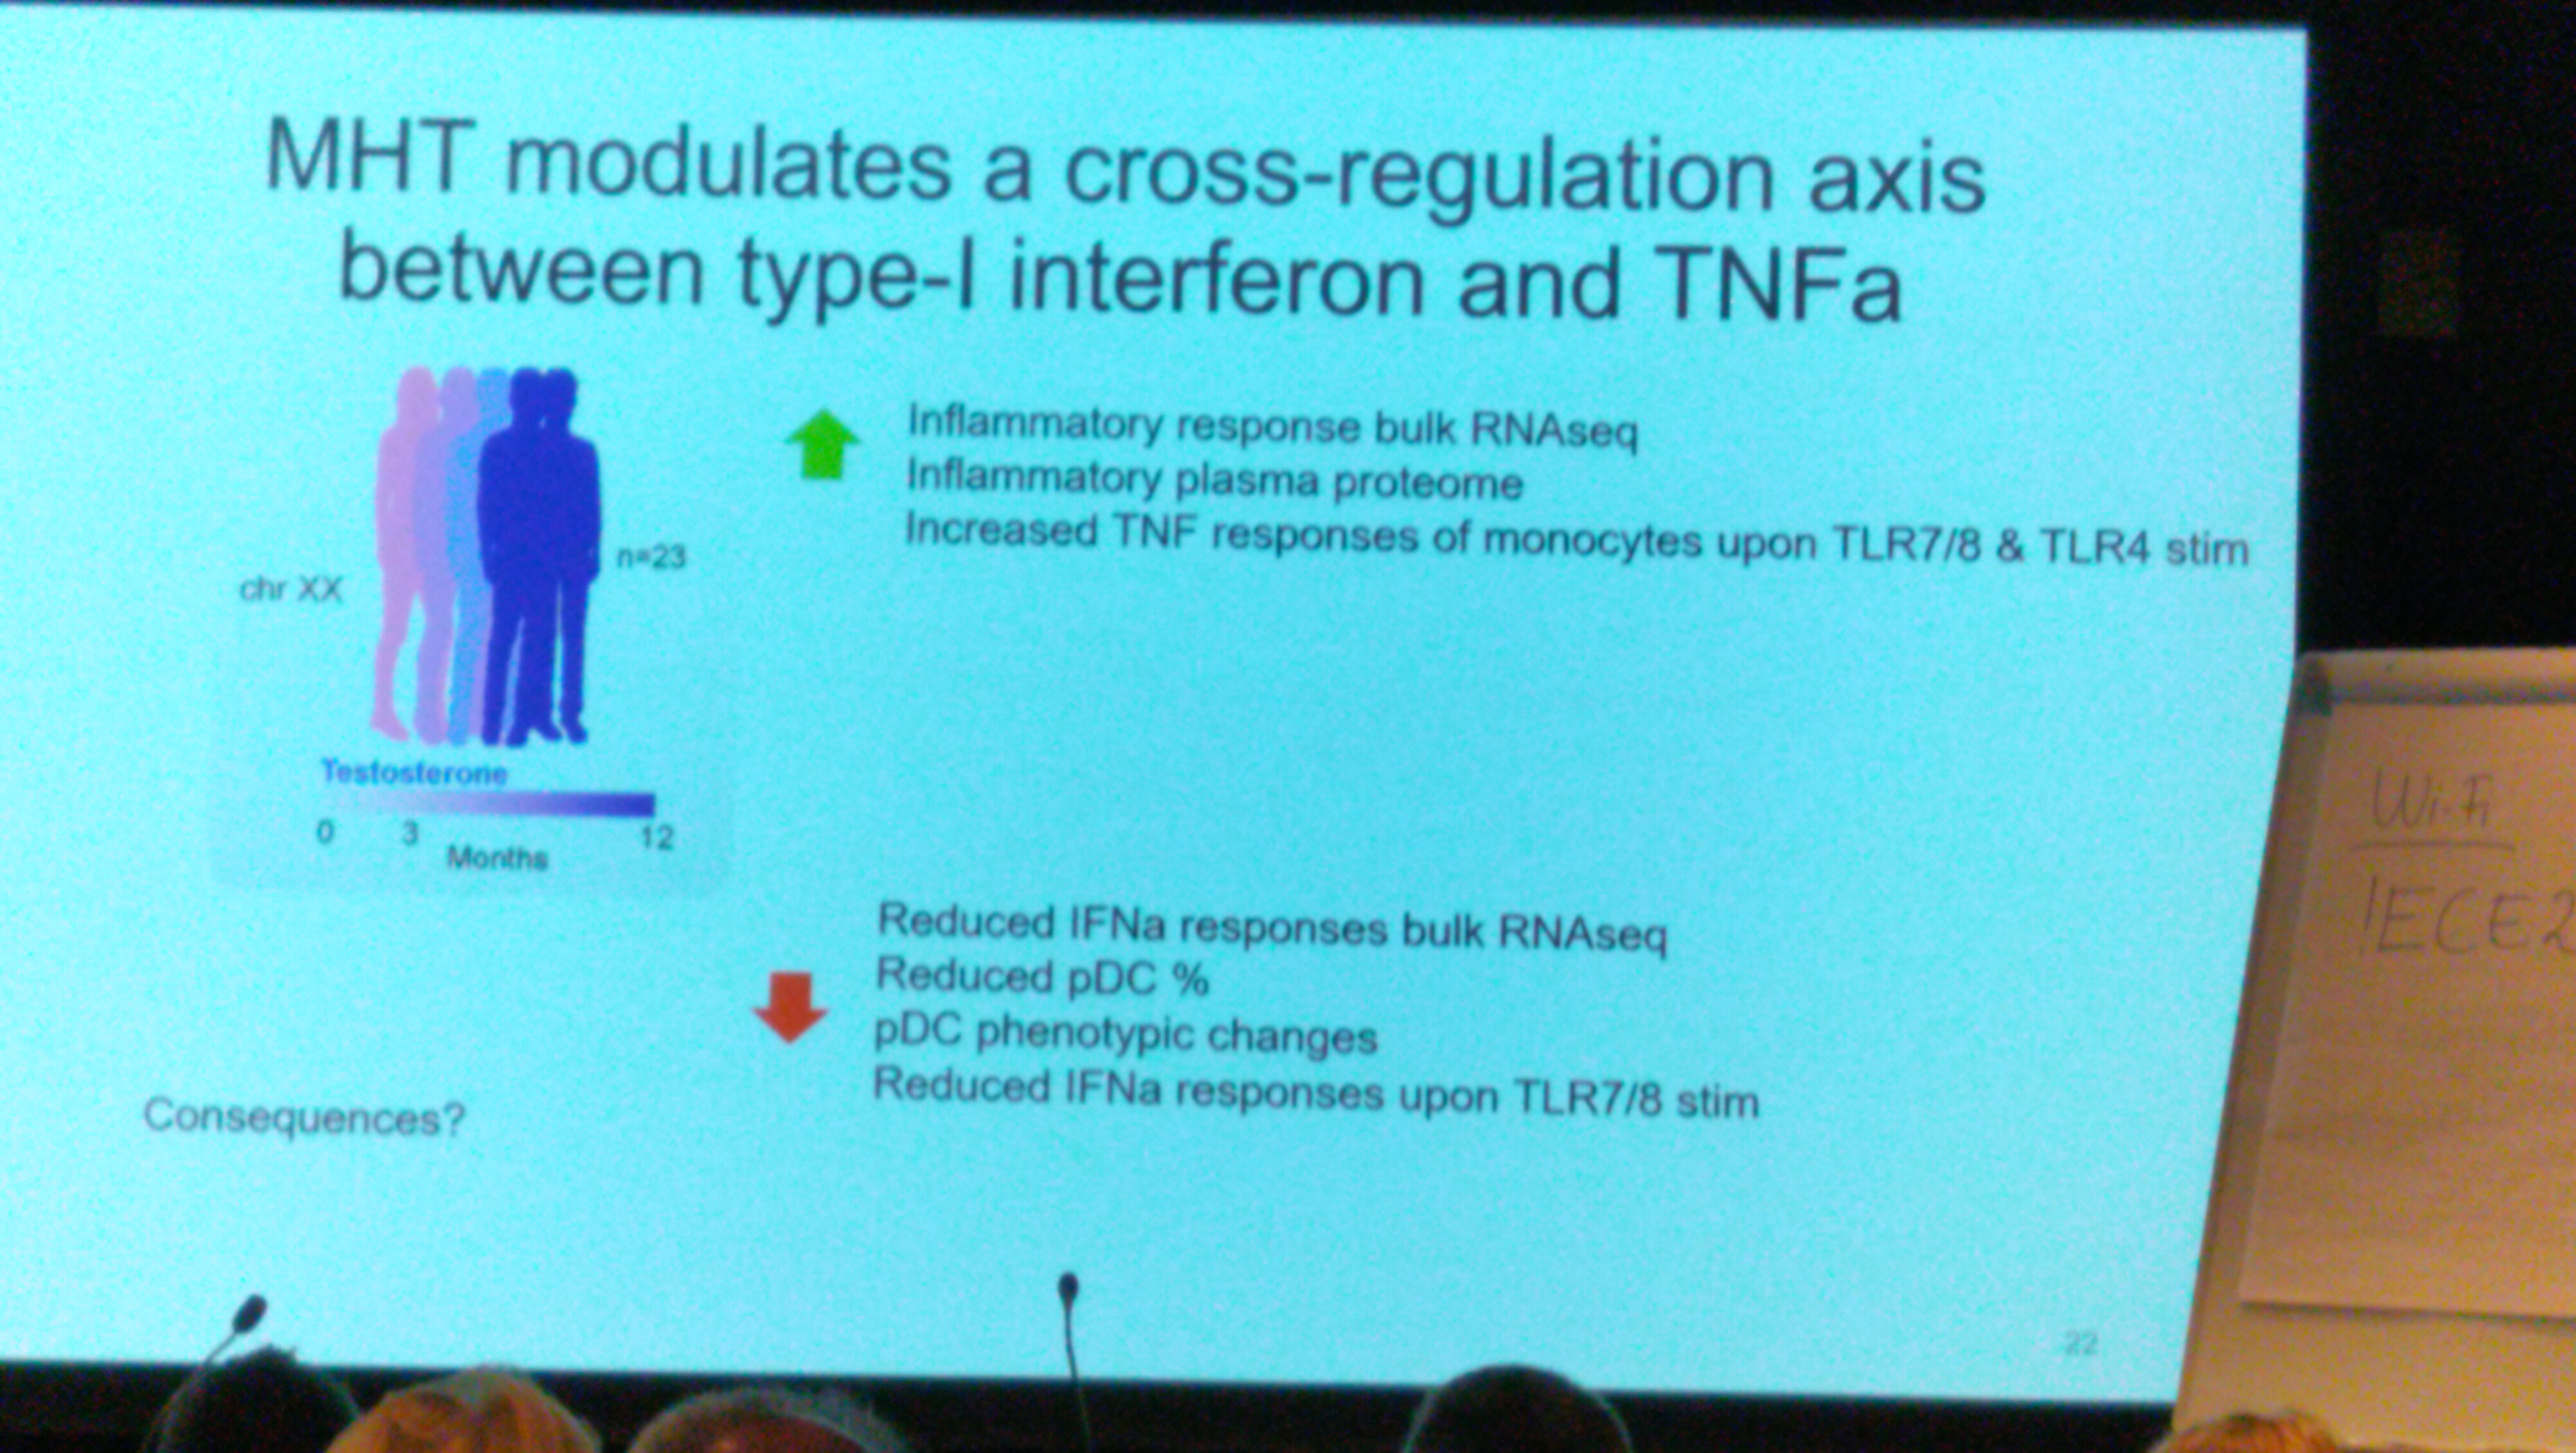 MHT modulates a cross-regulation axis
between type-I interferon and TNFa
Inflammatory response bulk RNAseq
Inflammatory plasma proteome
Increased TNF responses of monocytes upon TLR7/8 & TLR4 stim
chr XX
n=23
Testosterone
0 3 12
Months
Reduced IFNa responses bulk RNAseq
Reduced pDC %
pDC phenotypic changes
Reduced IFNa responses upon TLR7/8 stim
Consequences?
22
Wi-Fi
IECE2